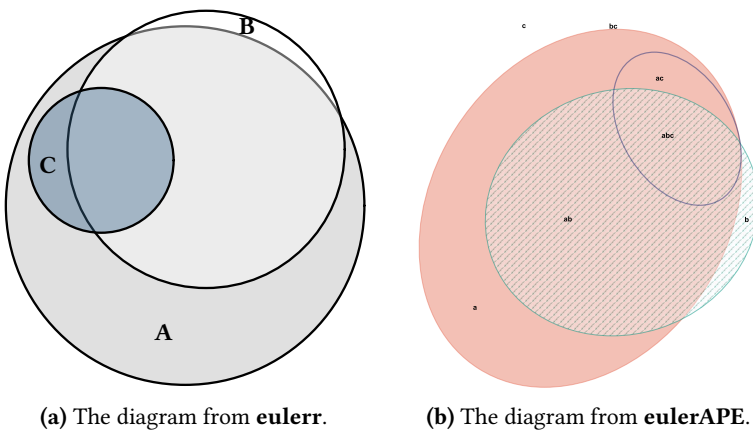 B
C
A
c
bc
ac
abc
ab
b
a
(a) The diagram from eulerr.
(b) The diagram from eulerAPE.